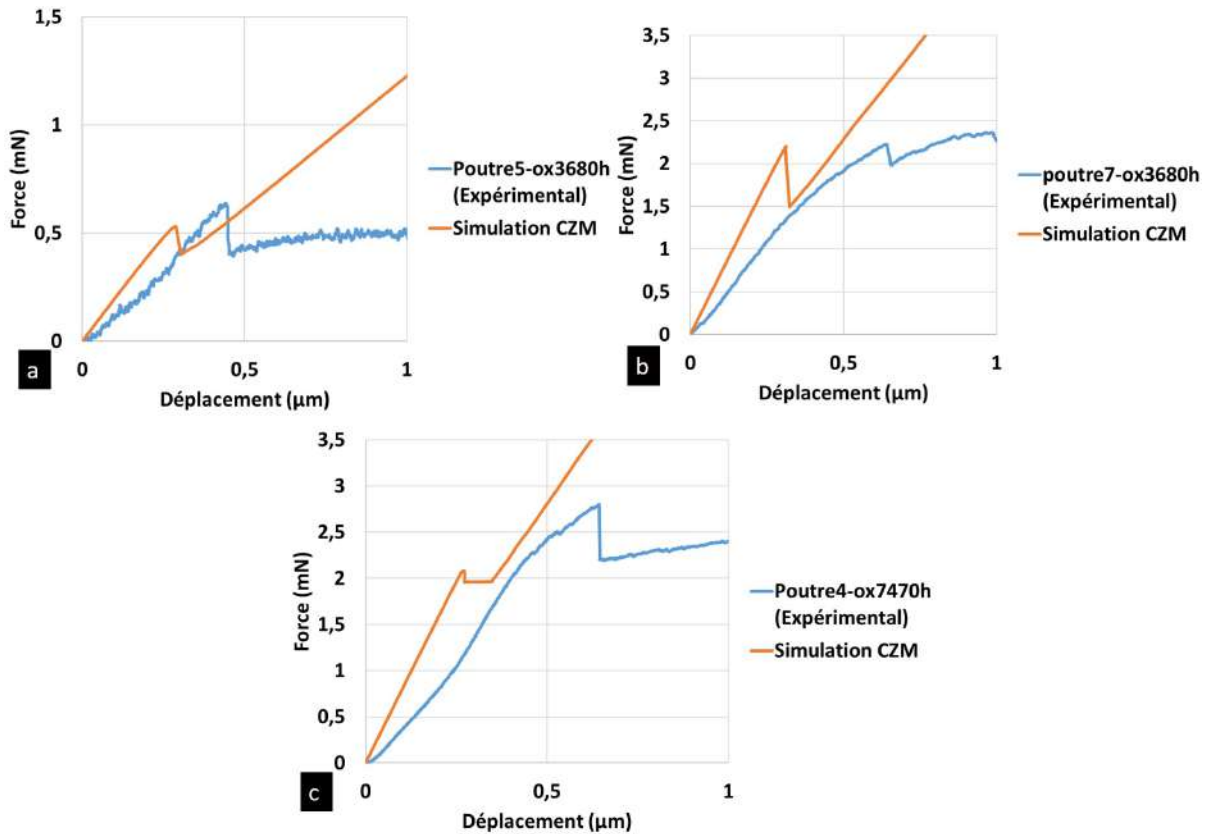 1,5
1
0,5
0
0
0,5
1
Force (mN)
Déplacement (µm)
Poutre5-ox3680h
(Expérimental)
Simulation CZM
a
3,5
3
2,5
2
1,5
1
0,5
0
0
0,5
1
Force (mN)
Déplacement (µm)
poutre7-ox3680h
(Expérimental)
Simulation CZM
b
3,5
3
2,5
2
1,5
1
0,5
0
0
0,5
1
Force (mN)
Déplacement (µm)
Poutre4-ox7470h
(Expérimental)
Simulation CZM
c